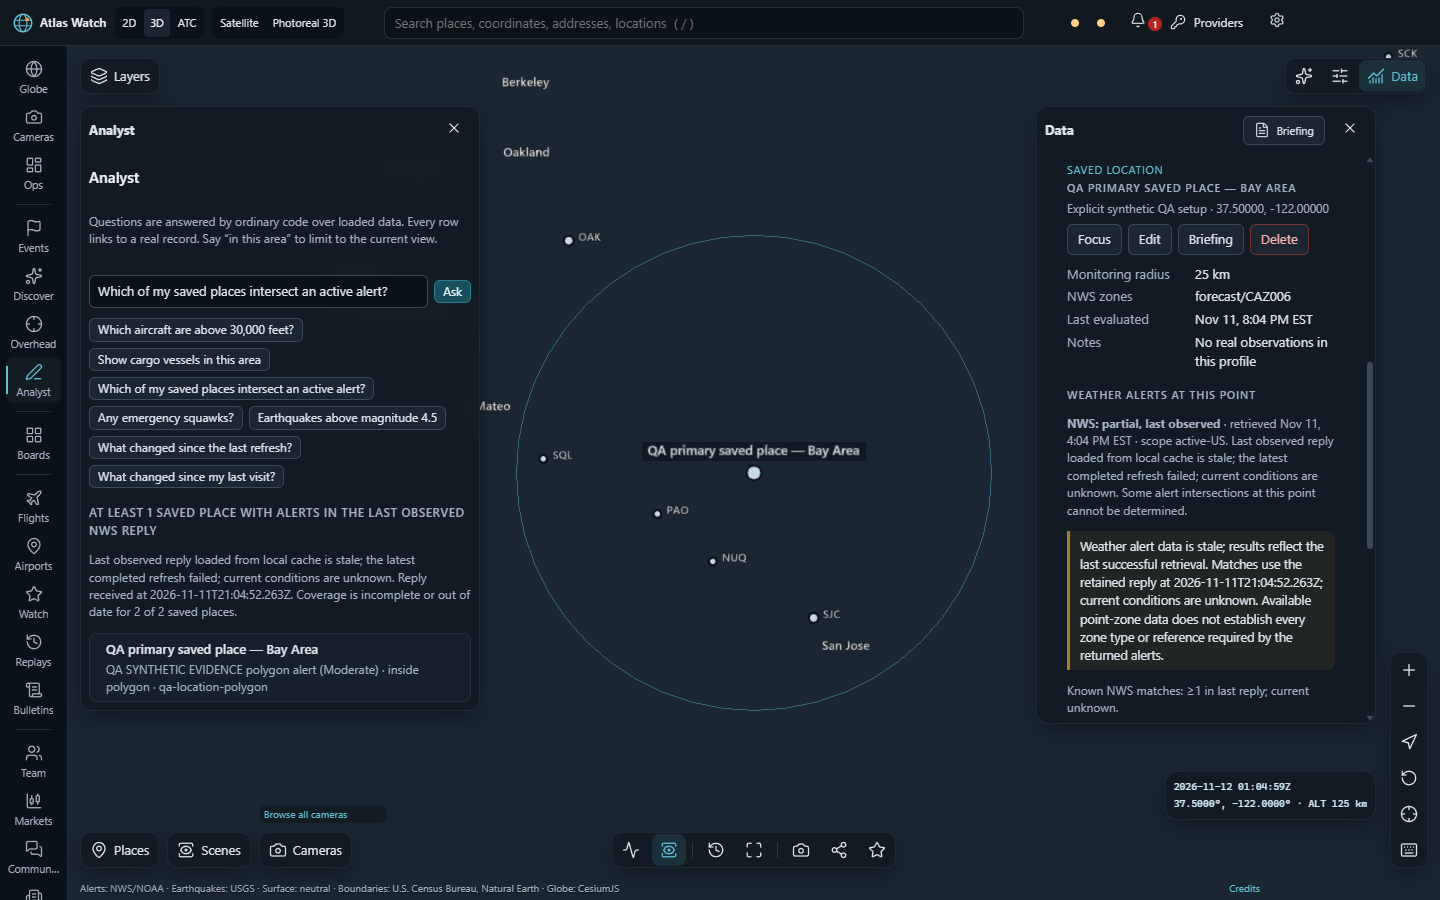 Atlas Watch
2D 3D ATC
Satellite Photoreal 3D
Search places, coordinates, addresses, locations ( / )
1
Providers
Globe
Cameras
Ops
Events
Discover
Overhead
Analyst
Boards
Flights
Airports
Watch
Replays
Bulletins
Team
Markets
Commun...
Layers
Analyst
Analyst
Questions are answered by ordinary code over loaded data. Every row
links to a real record. Say “in this area” to limit to the current view.
Which of my saved places intersect an active alert?
Ask
Which aircraft are above 30,000 feet?
Show cargo vessels in this area
Which of my saved places intersect an active alert?
Any emergency squawks? Earthquakes above magnitude 4.5
What changed since the last refresh?
What changed since my last visit?
AT LEAST 1 SAVED PLACE WITH ALERTS IN THE LAST OBSERVED
NWS REPLY
Last observed reply loaded from local cache is stale; the latest
completed refresh failed; current conditions are unknown. Reply
received at 2026-11-11T21:04:52.263Z. Coverage is incomplete or out of
date for 2 of 2 saved places.
QA primary saved place — Bay Area
QA SYNTHETIC EVIDENCE polygon alert (Moderate) · inside
polygon · qa-location-polygon
Berkeley
Oakland
OAK
Mateo
SQL
QA primary saved place — Bay Area
PAO
NUQ
SJC
San Jose
SCK
Data
Data
Briefing
SAVED LOCATION
QA PRIMARY SAVED PLACE — BAY AREA
Explicit synthetic QA setup · 37.50000, -122.00000
Focus Edit Briefing Delete
Monitoring radius 25 km
NWS zones forecast/CAZ006
Last evaluated Nov 11, 8:04 PM EST
Notes No real observations in
this profile
WEATHER ALERTS AT THIS POINT
NWS: partial, last observed · retrieved Nov 11,
4:04 PM EST · scope active-US. Last observed reply
loaded from local cache is stale; the latest
completed refresh failed; current conditions are
unknown. Some alert intersections at this point
cannot be determined.
Weather alert data is stale; results reflect the
last successful retrieval. Matches use the
retained reply at 2026-11-11T21:04:52.263Z;
current conditions are unknown. Available
point-zone data does not establish every
zone type or reference required by the
returned alerts.
Known NWS matches: ≥1 in last reply; current
unknown.
2026-11-12 01:04:59Z
37.5000°, −122.0000° · ALT 125 km
Browse all cameras
Places
Scenes
Cameras
Alerts: NWS/NOAA · Earthquakes: USGS · Surface: neutral · Boundaries: U.S. Census Bureau, Natural Earth · Globe: CesiumJS
Credits